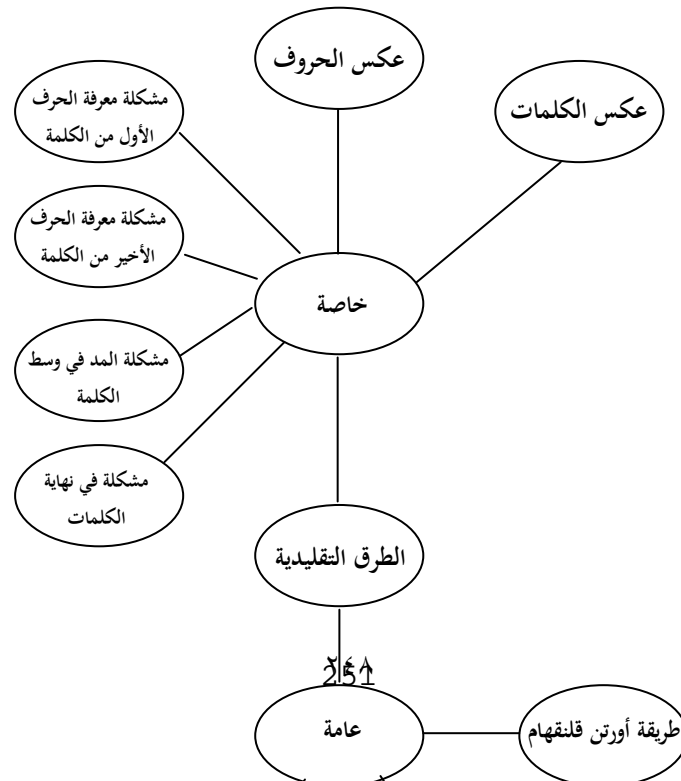 عكس الحروف
عكس الكلمات
مشكلة معرفة الحرف
الأول من الكلمة
مشكلة معرفة الحرف
الأخير من الكلمة
خاصة
مشكلة المد في وسط
الكلمة
مشكلة في نهاية
الكلمات
الطرق التقليدية
251
عامة
طريقة أورتن قلنقهام